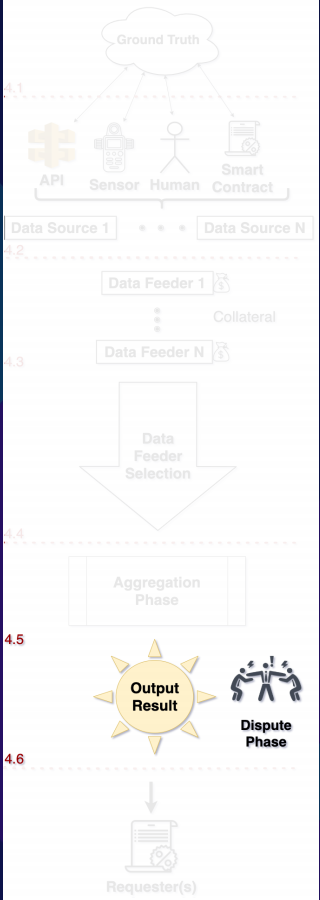 Ground Truth
4.1
API
Sensor
Human
Smart
Contract
Data Source 1
Data Source N
4.2
Data Feeder 1
Collateral
Data Feeder N
4.3
Data
Feeder
Selection
4.4
Aggregation
Phase
4.5
Output
Result
Dispute
Phase
4.6
Requester(s)